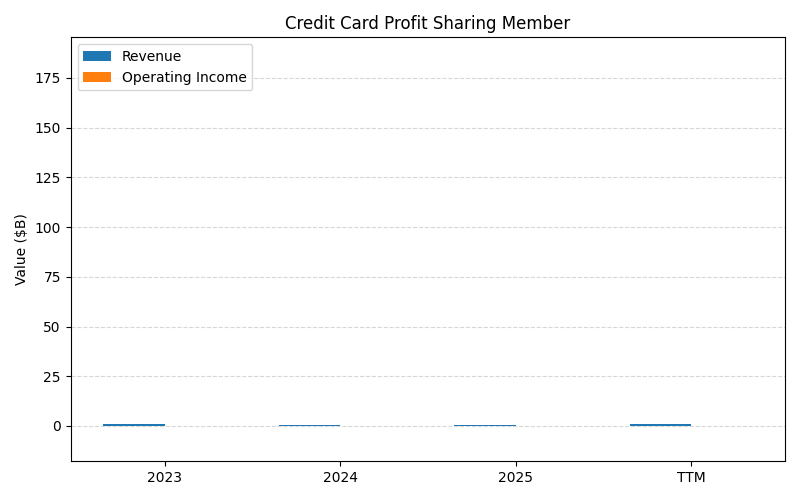 Credit Card Profit Sharing Member
Revenue
Operating Income
Value ($B)
175
150
125
100
75
50
25
0
2023
2024
2025
TTM